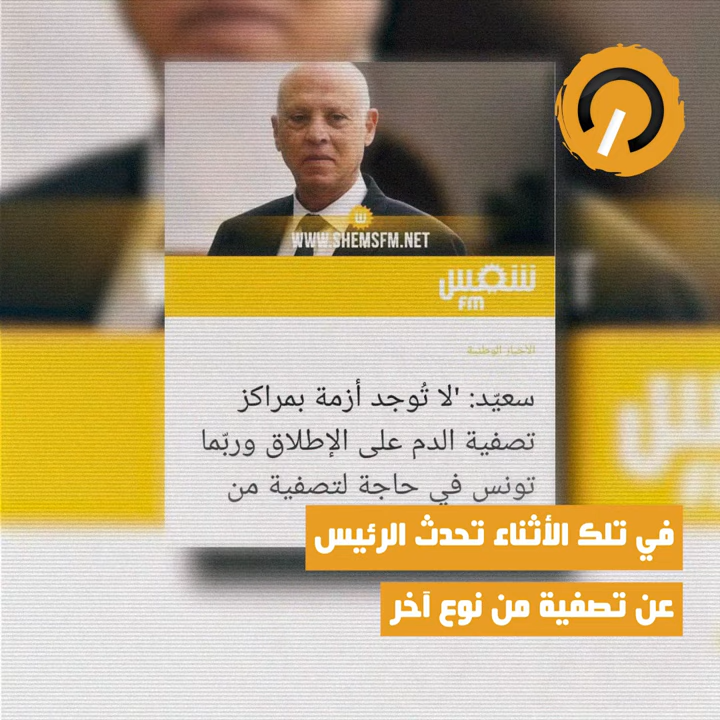 WWW.SHEMSFM.NET
شمس
FM
الأخبار الوطنية
سعيّد: 'لا تُوجد أزمة بمراكز
تصفية الدم على الإطلاق وربّما
تونس في حاجة لتصفية من
في تلك الأثناء تحدث الرئيس
عن تصفية من نوع آخر